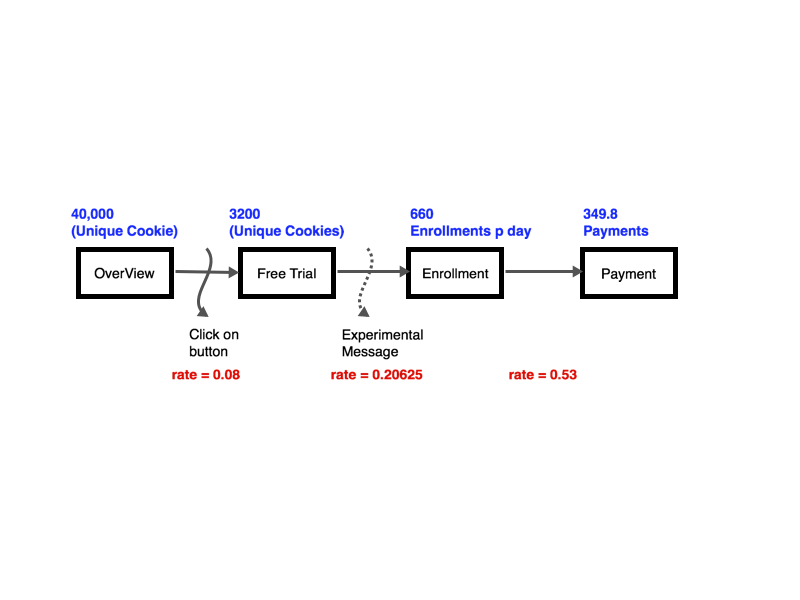 40,000
(Unique Cookie)
3200
(Unique Cookies)
660
Enrollments p day
349.8
Payments
OverView
Free Trial
Enrollment
Payment
Click on
button
Experimental
Message
rate = 0.08
rate = 0.20625
rate = 0.53